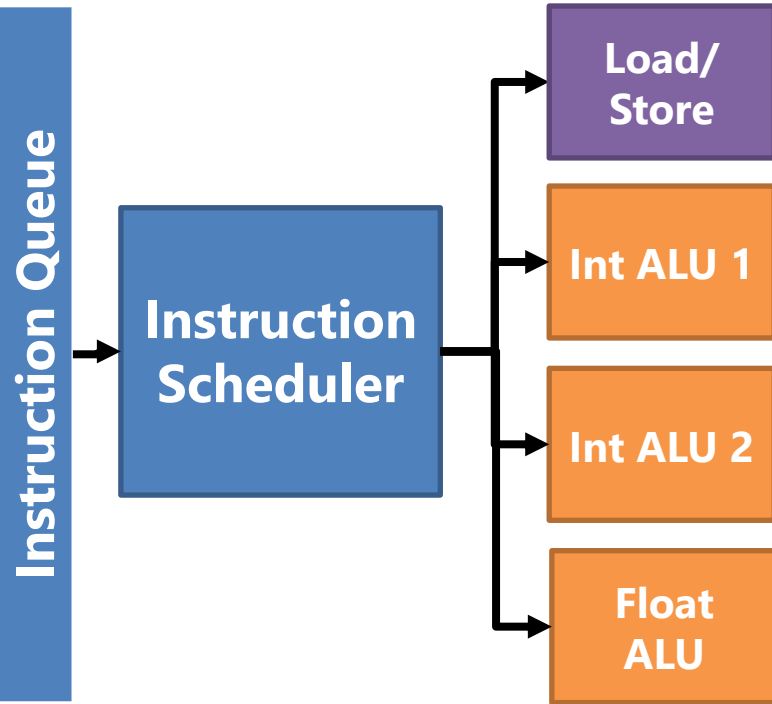 Instruction Queue
Instruction
Scheduler
Load/
Store
Int ALU 1
Int ALU 2
Float
ALU